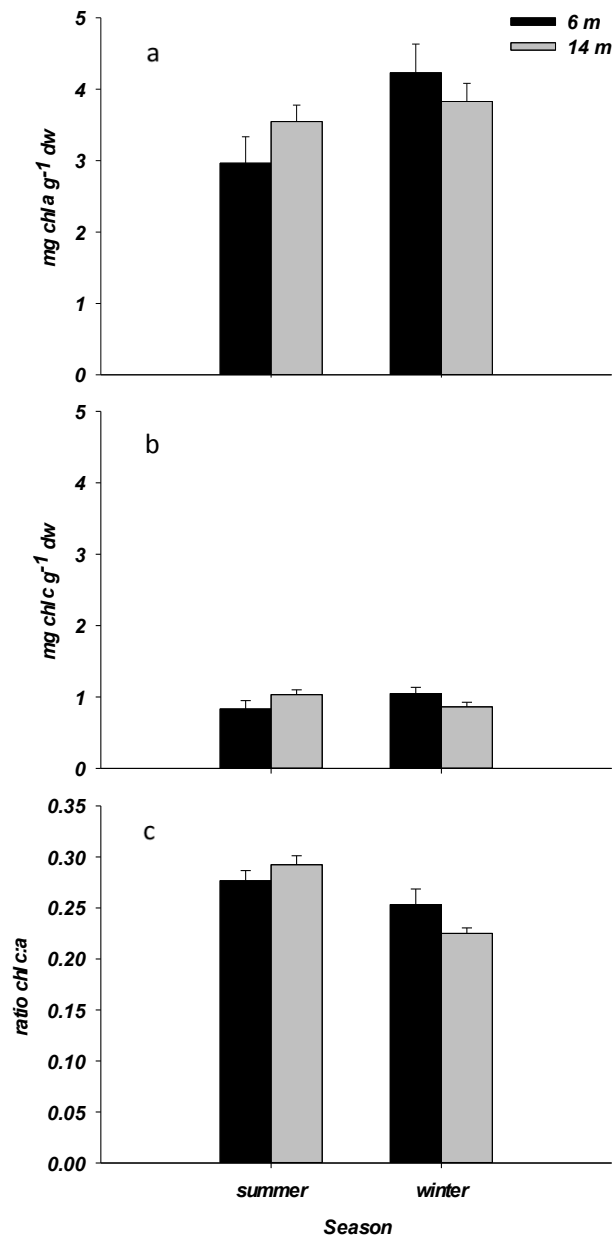 6 m
14 m
a
5
4
3
2
1
0
mg chl a g-1 dw
b
5
4
3
2
1
0
mg chl c g-1 dw
c
0.35
0.30
0.25
0.20
0.15
0.10
0.05
0.00
ratio chl c:a
summer winter
Season